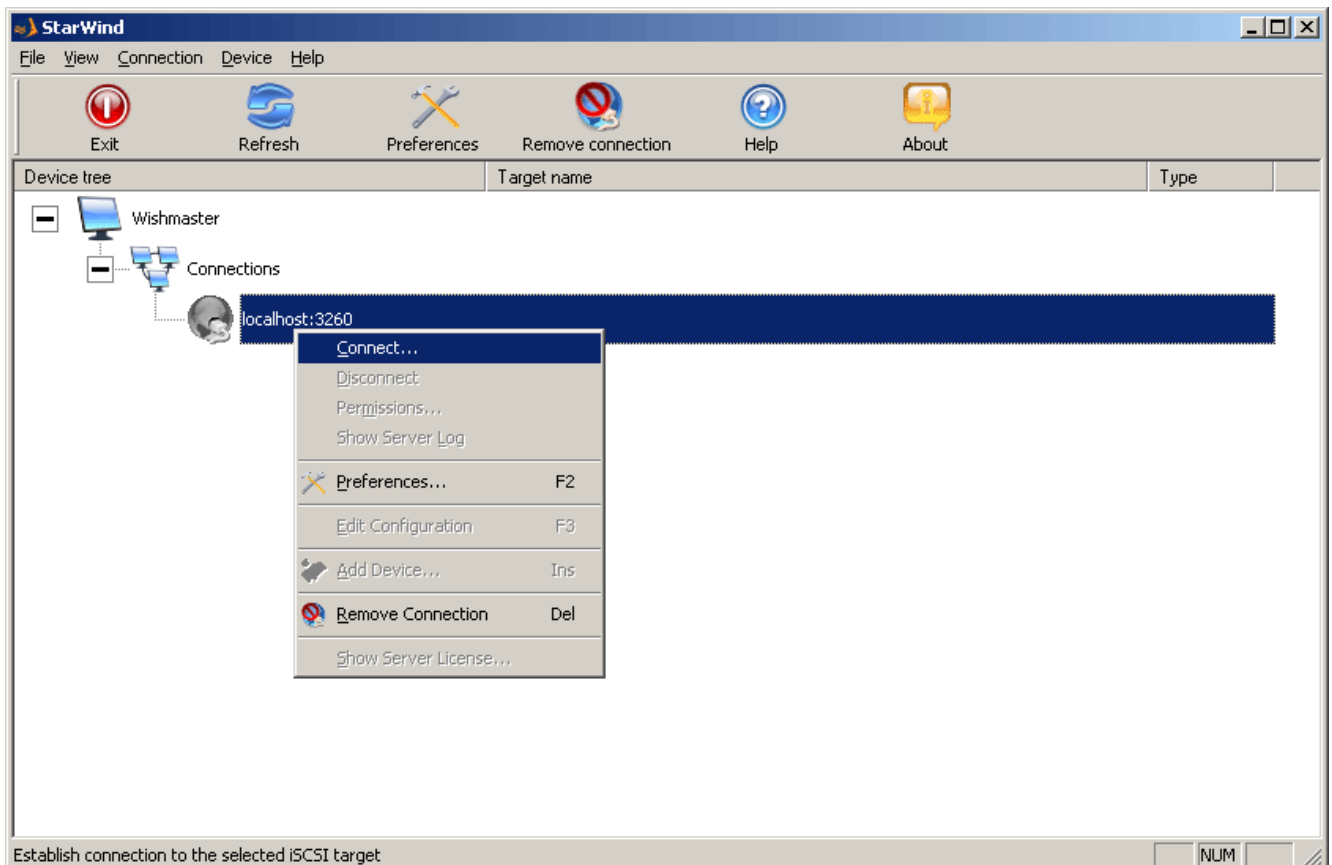 StarWind
File View Connection Device Help
Exit Refresh Preferences Remove connection Help About
Device tree Target name Type
Wishmaster
Connections
localhost:3260
Connect...
Disconnect
Permissions...
Show Server Log
Preferences... F2
Edit Configuration F3
Add Device... Ins
Remove Connection Del
Show Server License...
Establish connection to the selected iSCSI target NUM